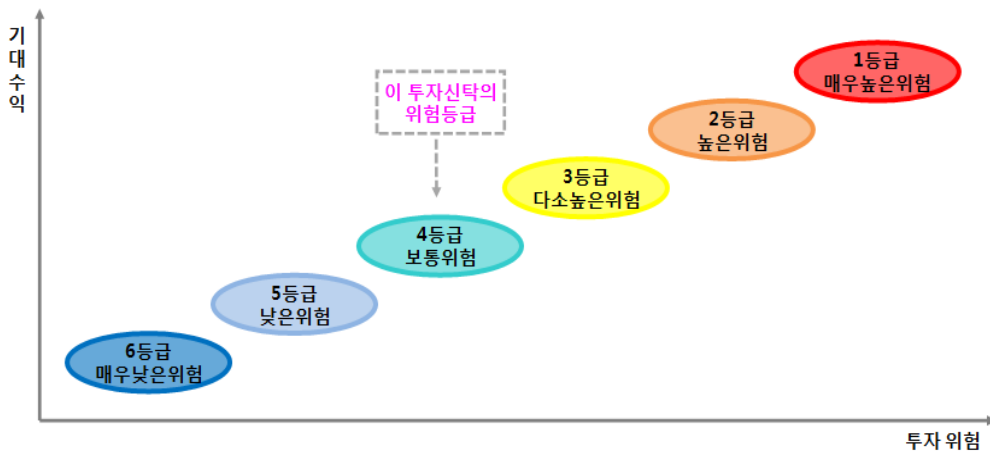 기대수익
1등급
매우높은위험
이 투자신탁의
위험등급
2등급
높은위험
3등급
다소높은위험
4등급
보통위험
5등급
낮은위험
6등급
매우낮은위험
투자 위험